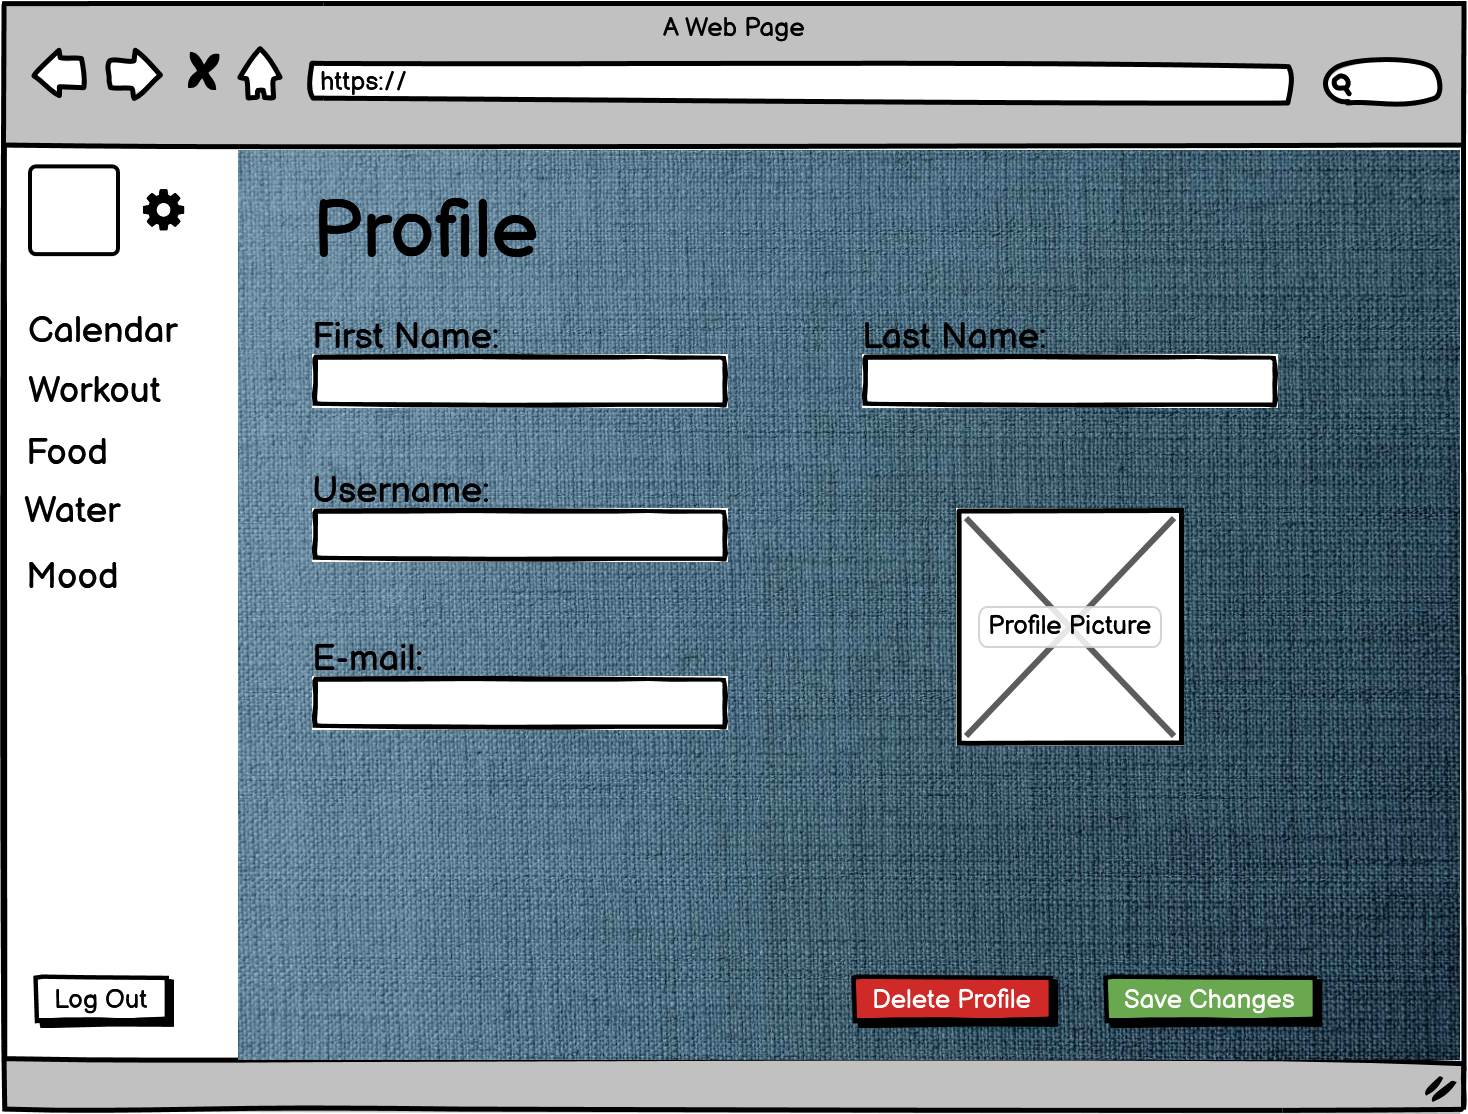 A Web Page
https://
Profile
Calendar
Workout
Food
Water
Mood
First Name:
Last Name:
Username:
Profile Picture
E-mail:
Log Out
Delete Profile
Save Changes